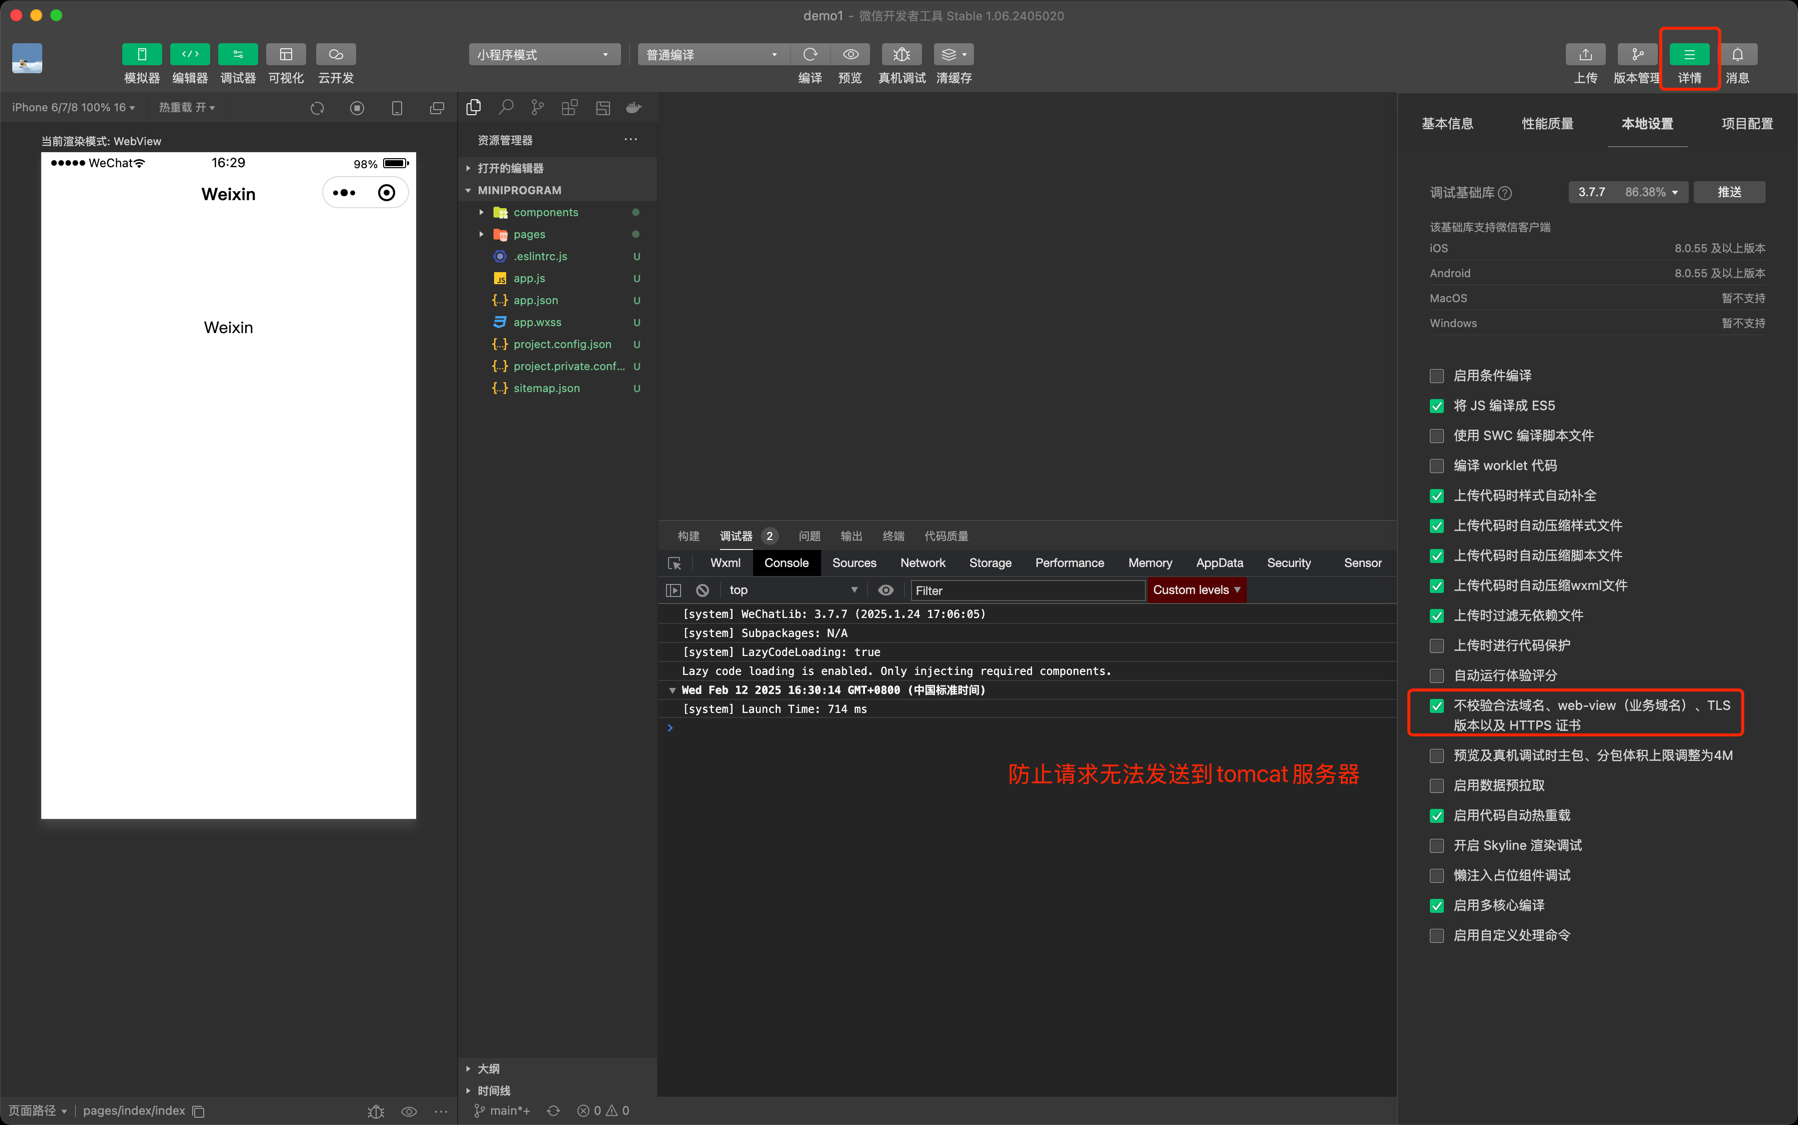 demo1 - 微信开发者工具 Stable 1.06.2405020
模拟器 编辑器 调试器 可视化 云开发
小程序模式 普通编译
编译 预览 真机调试 清缓存
上传 版本管理 详情 消息
iPhone 6/7/8 100% 16 热重载 开
当前渲染模式: WebView
WeChat 16:29 98%
Weixin
Weixin
资源管理器
打开的编辑器
MINIPROGRAM
components
pages
.eslintrc.js U
app.js U
app.json U
app.wxss U
project.config.json U
project.private.conf... U
sitemap.json U
大纲
时间线
构建 调试器 2 问题 输出 终端 代码质量
Wxml Console Sources Network Storage Performance Memory AppData Security Sensor
top Filter Custom levels
[system] WeChatLib: 3.7.7 (2025.1.24 17:06:05)
[system] Subpackages: N/A
[system] LazyCodeLoading: true
Lazy code loading is enabled. Only injecting required components.
Wed Feb 12 2025 16:30:14 GMT+0800 (中国标准时间)
[system] Launch Time: 714 ms
防止请求无法发送到tomcat服务器
基本信息 性能质量 本地设置 项目配置
调试基础库 3.7.7 86.38% 推送
该基础库支持微信客户端
iOS 8.0.55 及以上版本
Android 8.0.55 及以上版本
MacOS 暂不支持
Windows 暂不支持
启用条件编译
将 JS 编译成 ES5
使用 SWC 编译脚本文件
编译 worklet 代码
上传代码时样式自动补全
上传代码时自动压缩样式文件
上传代码时自动压缩脚本文件
上传代码时自动压缩wxml文件
上传时过滤无依赖文件
上传时进行代码保护
自动运行体验评分
不校验合法域名、web-view（业务域名）、TLS
版本以及 HTTPS 证书
预览及真机调试时主包、分包体积上限调整为4M
启用数据预拉取
启用代码自动热重载
开启 Skyline 渲染调试
懒注入占位组件调试
启用多核心编译
启用自定义处理命令
页面路径 pages/index/index
main*+ 0 0